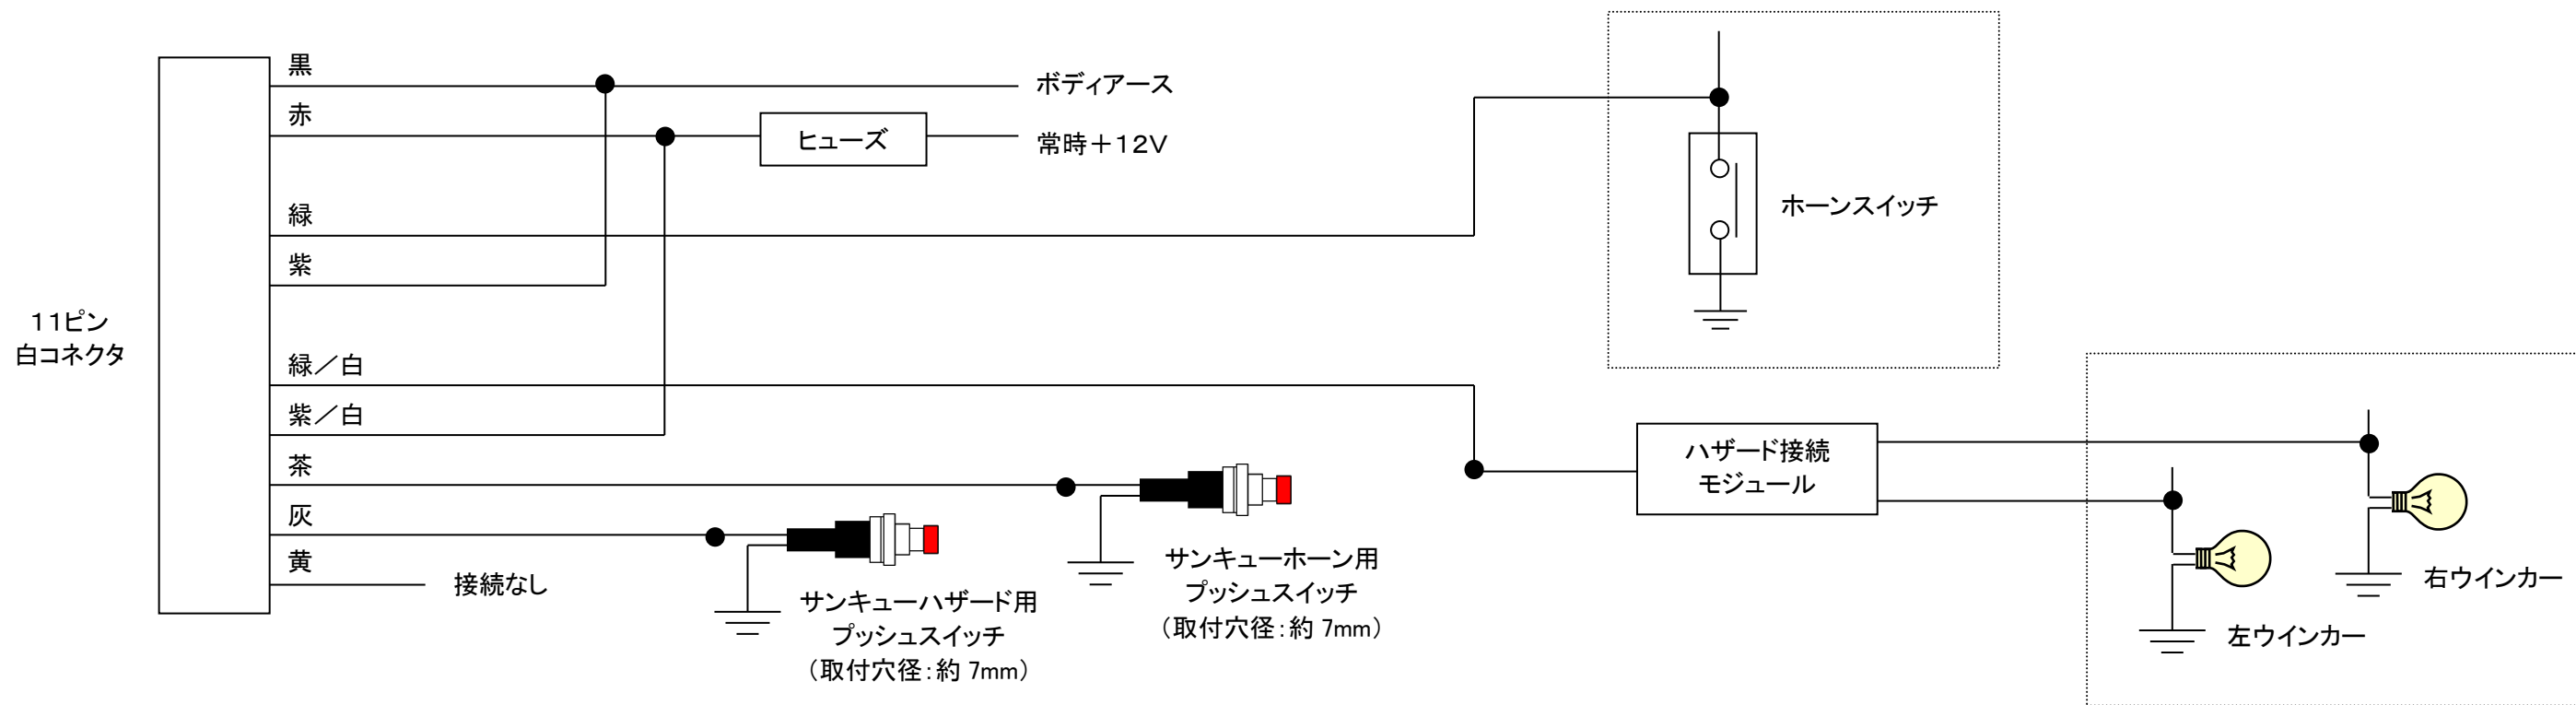 黒
ボディアース
赤
ヒューズ
常時＋１２Ｖ
緑
ホーンスイッチ
紫
１１ピン
白コネクタ
緑／白
紫／白
ハザード接続
モジュール
茶
灰
黄
接続なし
サンキューホーン用
プッシュスイッチ
（取付穴径：約 7mm）
サンキューハザード用
プッシュスイッチ
（取付穴径：約 7mm）
右ウインカー
左ウインカー